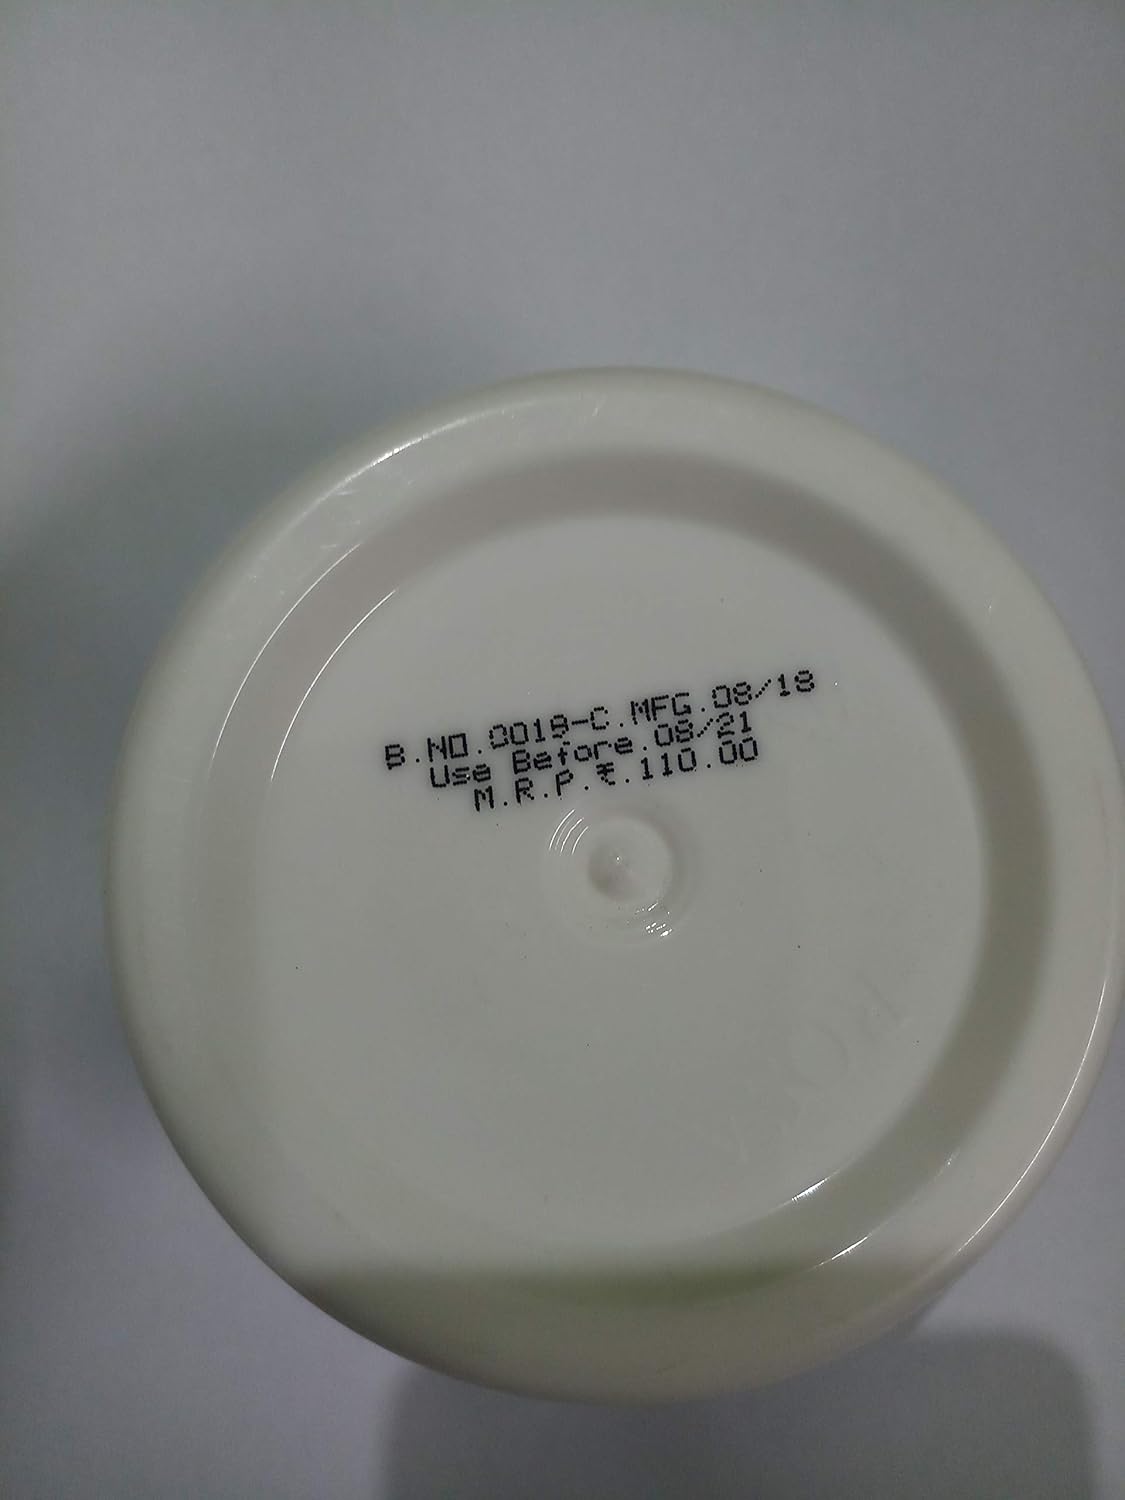 B.NO.0019-C.MFG.08/18
Use Before.08/21
M.R.P.₹.110.00